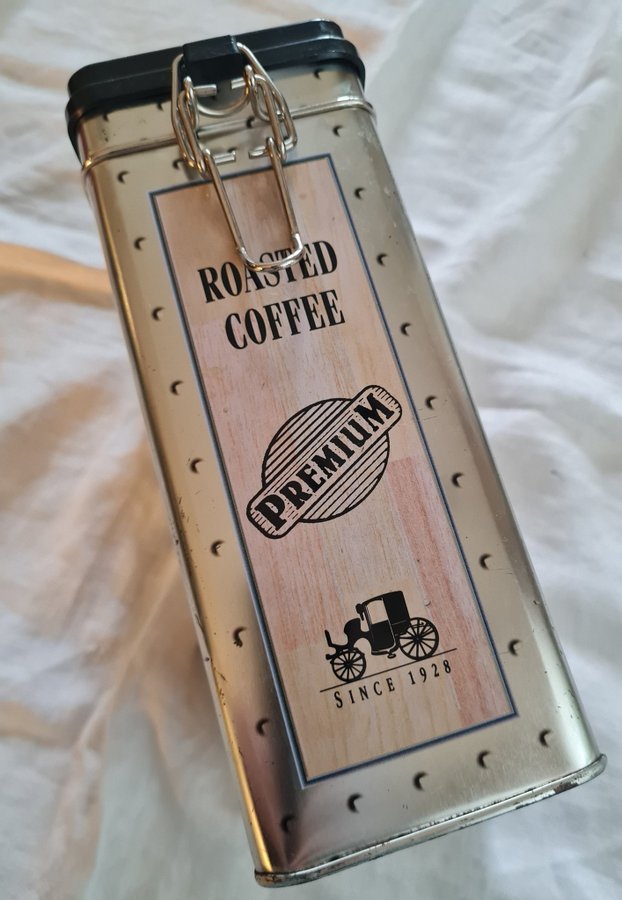 ROASTED
COFFEE
PREMIUM
SINCE 1928